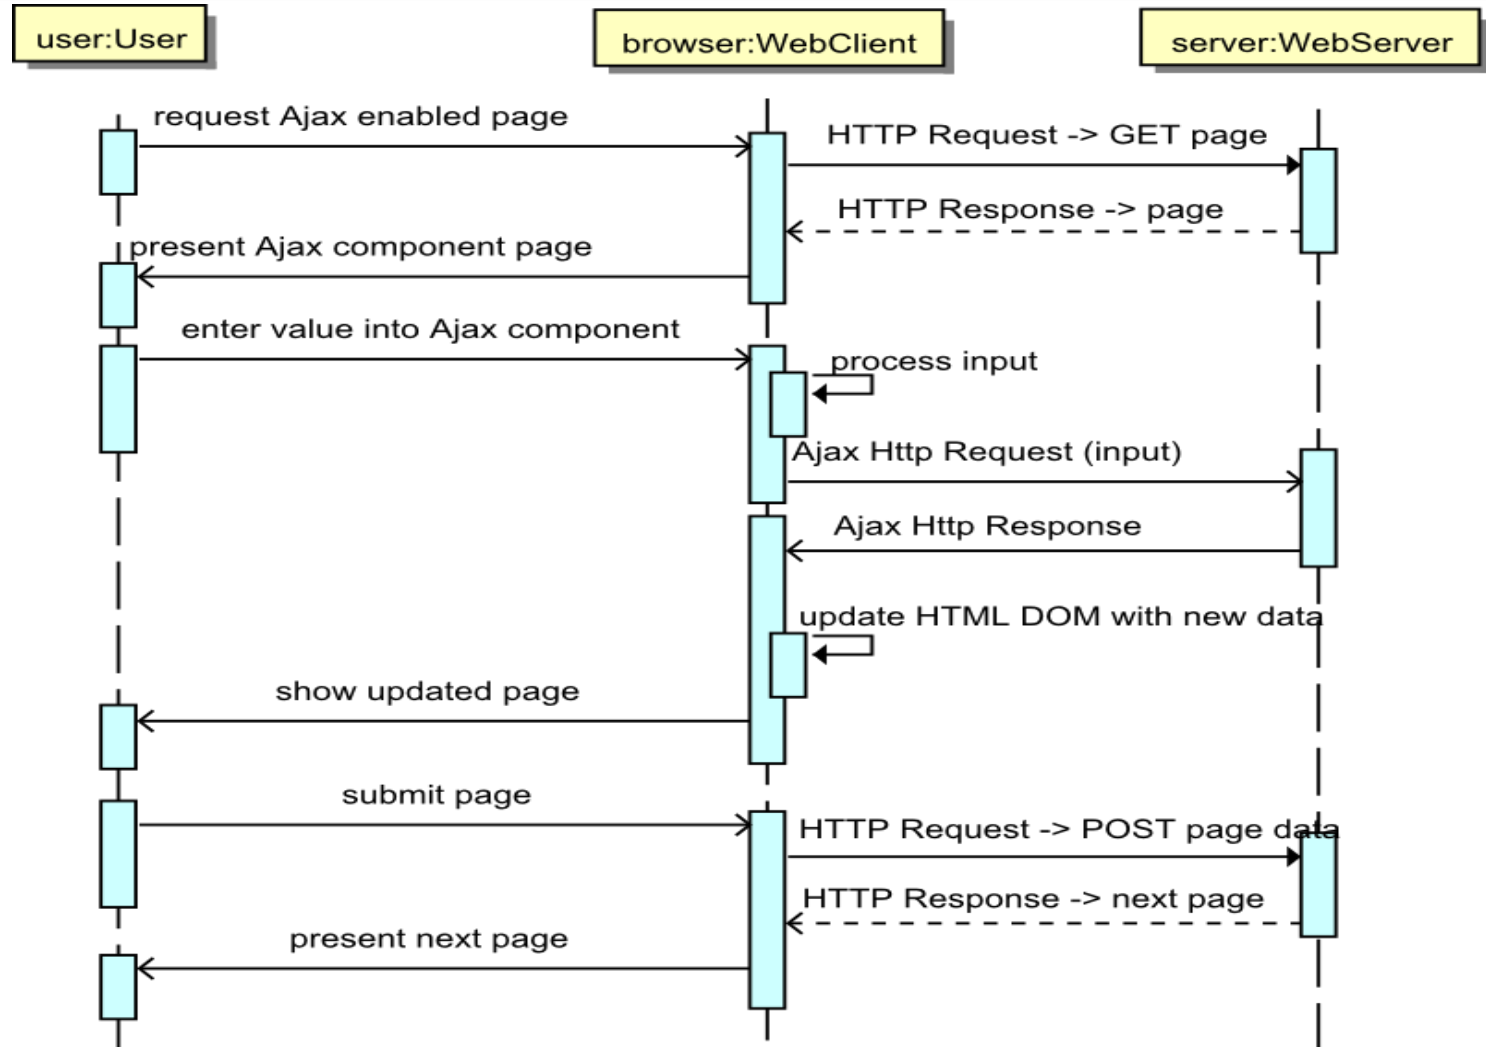 user:User
browser:WebClient
server:WebServer
request Ajax enabled page
HTTP Request -> GET page
HTTP Response -> page
present Ajax component page
enter value into Ajax component
process input
Ajax Http Request (input)
Ajax Http Response
update HTML DOM with new data
show updated page
submit page
HTTP Request -> POST page data
HTTP Response -> next page
present next page